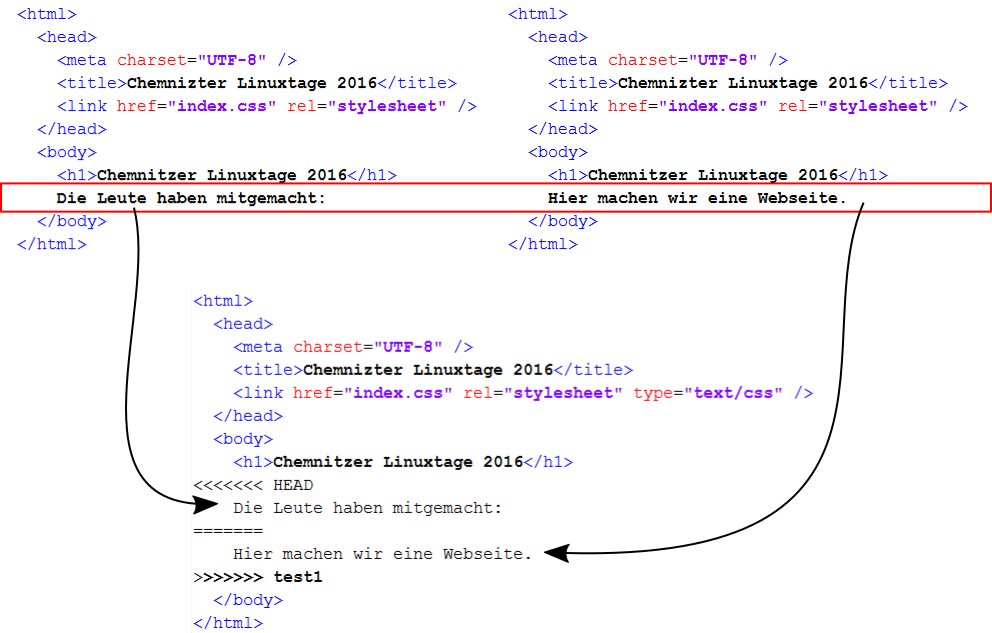 <html>
  <head>
    <meta charset="UTF-8" />
    <title>Chemnizter Linuxtage 2016</title>
    <link href="index.css" rel="stylesheet" />
  </head>
  <body>
    <h1>Chemnitzer Linuxtage 2016</h1>
    Die Leute haben mitgemacht:
  </body>
</html>
<html>
  <head>
    <meta charset="UTF-8" />
    <title>Chemnizter Linuxtage 2016</title>
    <link href="index.css" rel="stylesheet" />
  </head>
  <body>
    <h1>Chemnitzer Linuxtage 2016</h1>
    Hier machen wir eine Webseite.
  </body>
</html>
<html>
  <head>
    <meta charset="UTF-8" />
    <title>Chemnizter Linuxtage 2016</title>
    <link href="index.css" rel="stylesheet" type="text/css" />
  </head>
  <body>
    <h1>Chemnitzer Linuxtage 2016</h1>
<<<<<<< HEAD
    Die Leute haben mitgemacht:
=======
    Hier machen wir eine Webseite.
>>>>>>> test1
  </body>
</html>